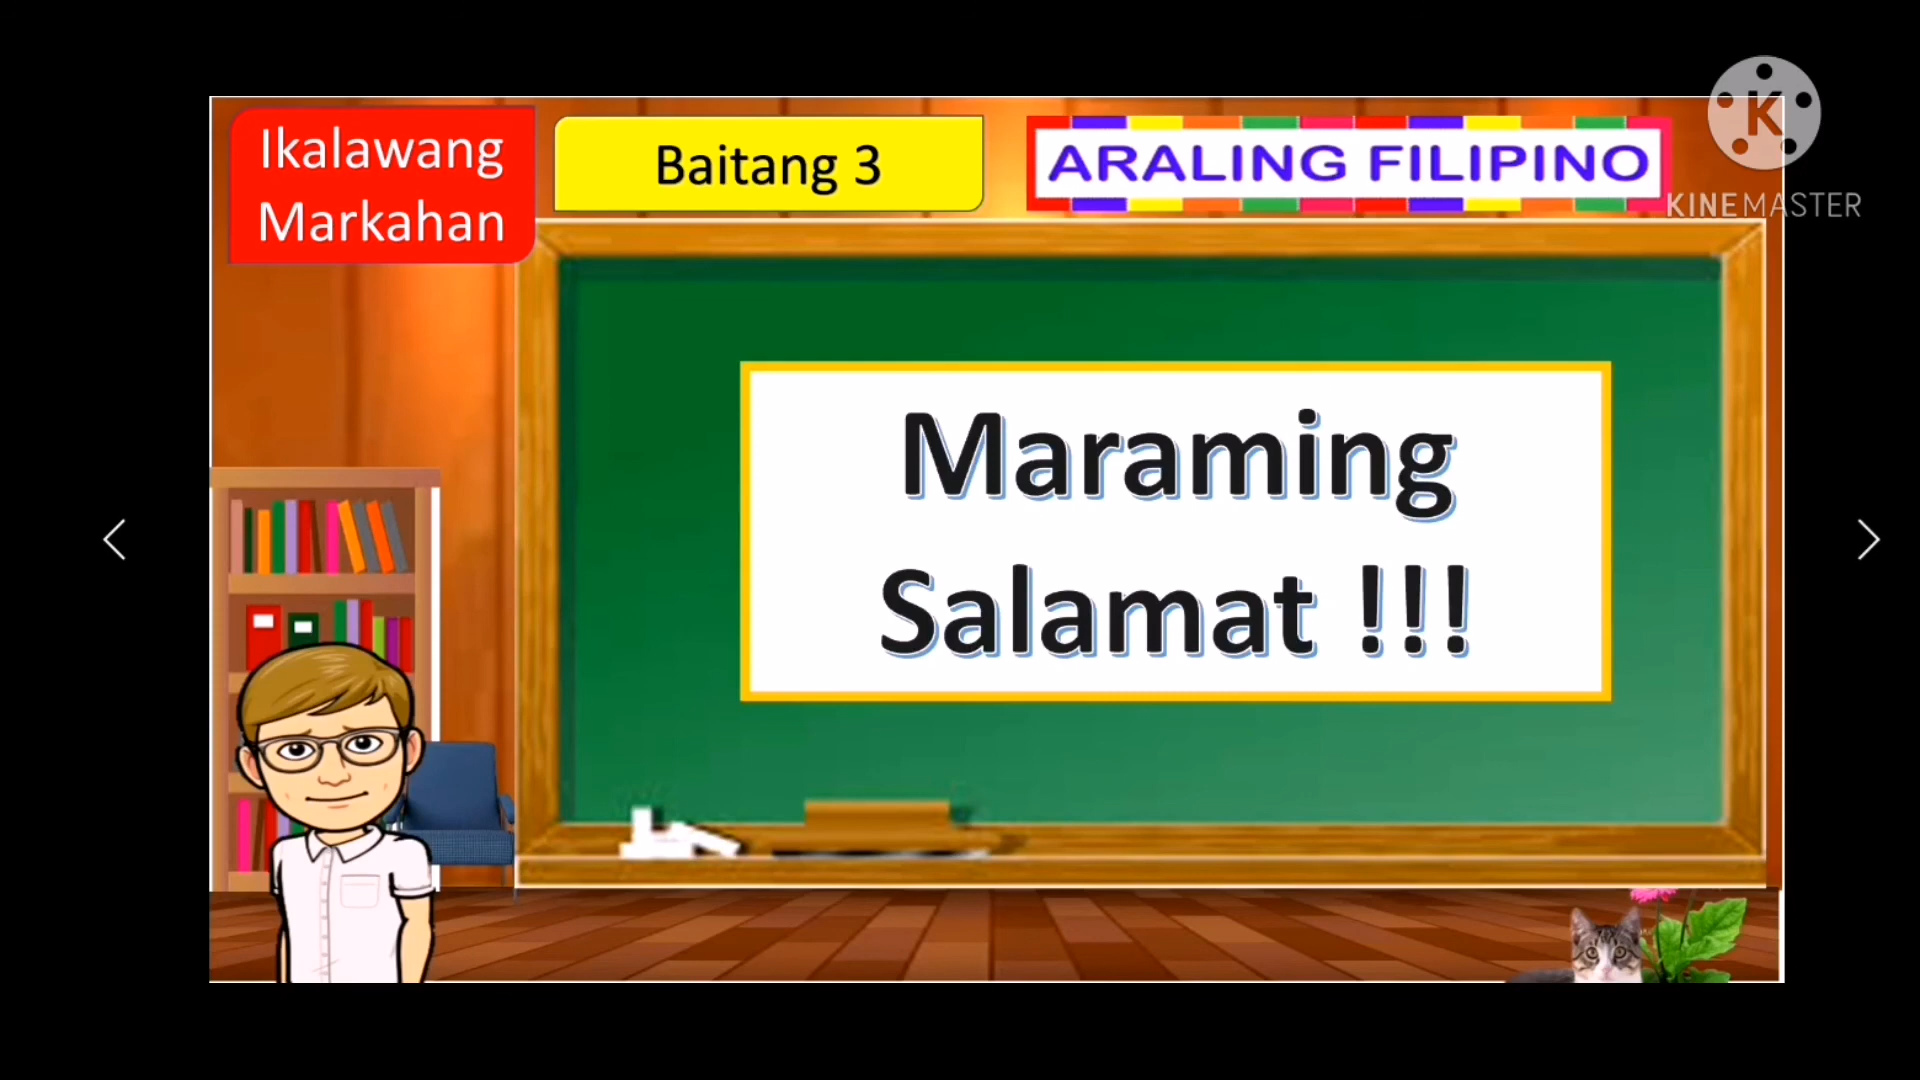 Ikalawang
Markahan
Baitang 3
ARALING FILIPINO
K
KINEMASTER
Maraming
Salamat !!!